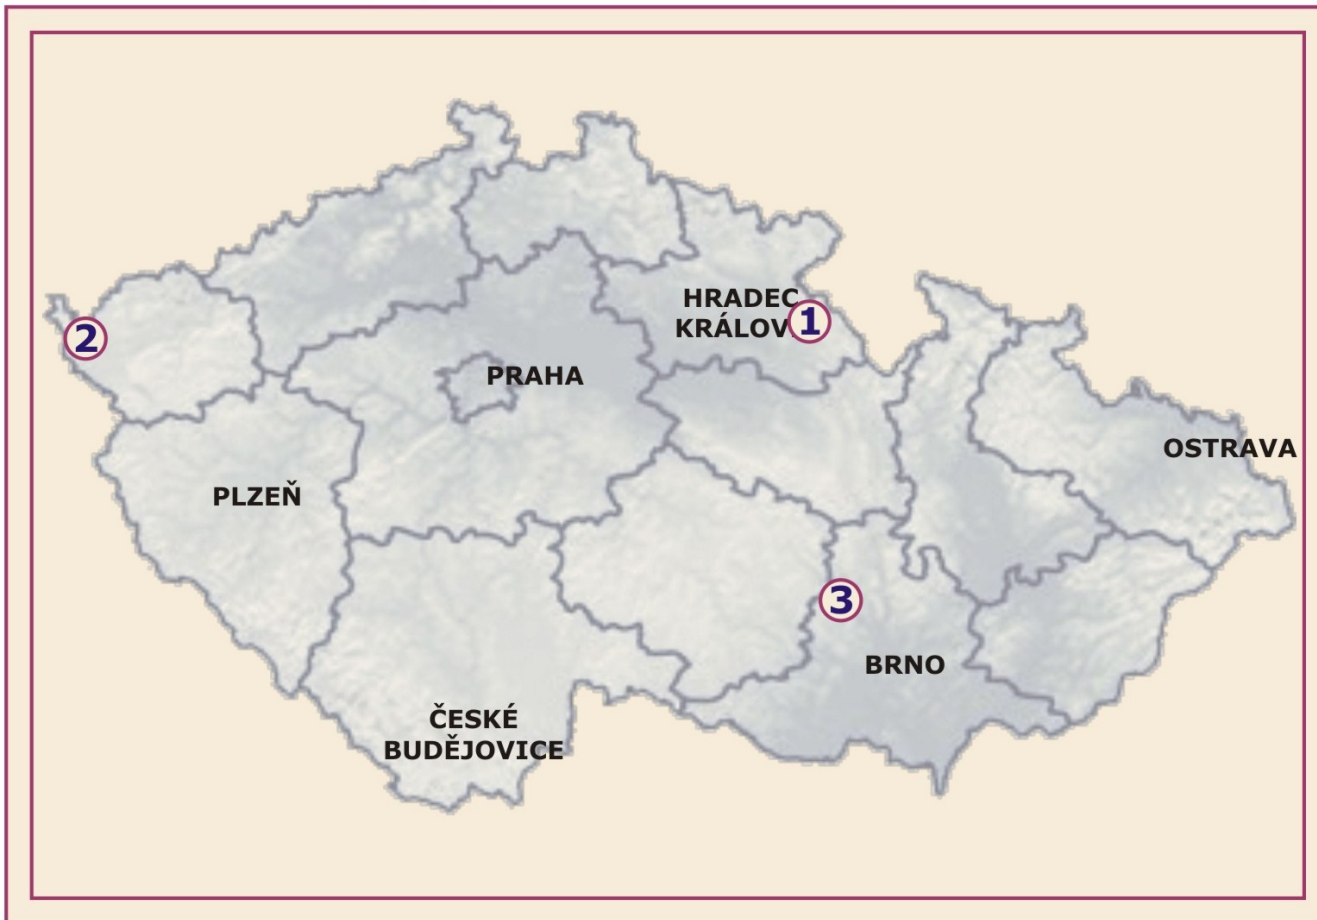 HRADEC
KRÁLOV
1
2
PRAHA
OSTRAVA
PLZEŇ
3
BRNO
ČESKÉ
BUDĚJOVICE